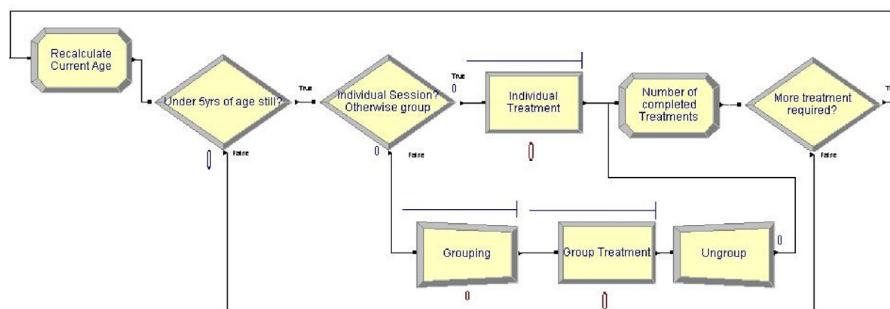 Recalculate
Current Age
Under 5yrs of age still?
True
0
False
Individual Session?
Otherwise group
True
0
0
False
Individual
Treatment
0
Number of
completed
Treatments
More treatment
required?
False
Grouping
0
Group Treatment
0
Ungroup
0